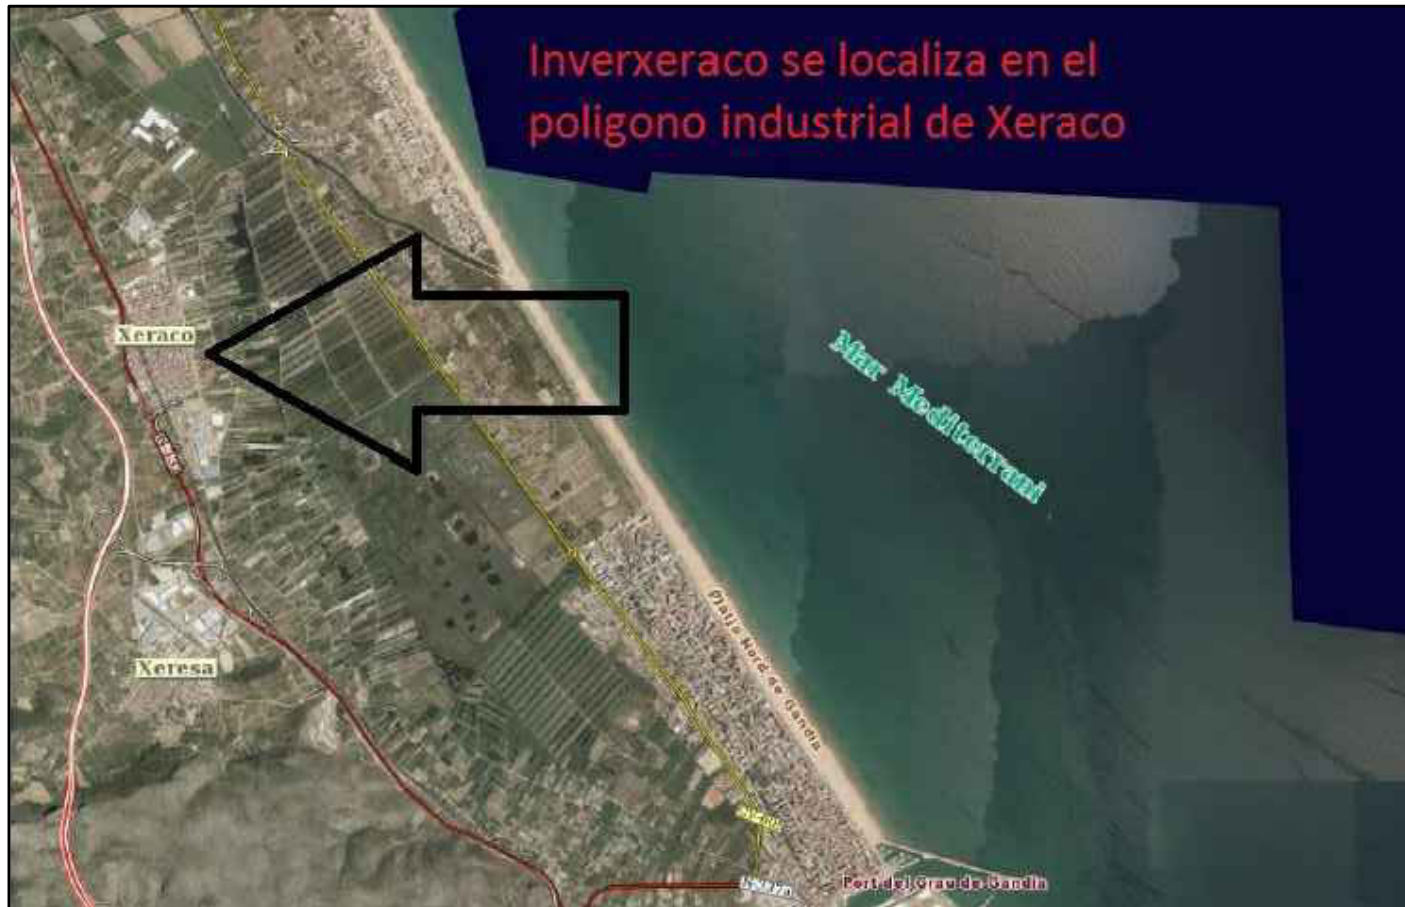 Inverxeraco se localiza en el
poligono industrial de Xeraco
Xeraco
Mar Mediterrani
Xeresa
Platja Nord de Gandia
Port del Grau de Gandia